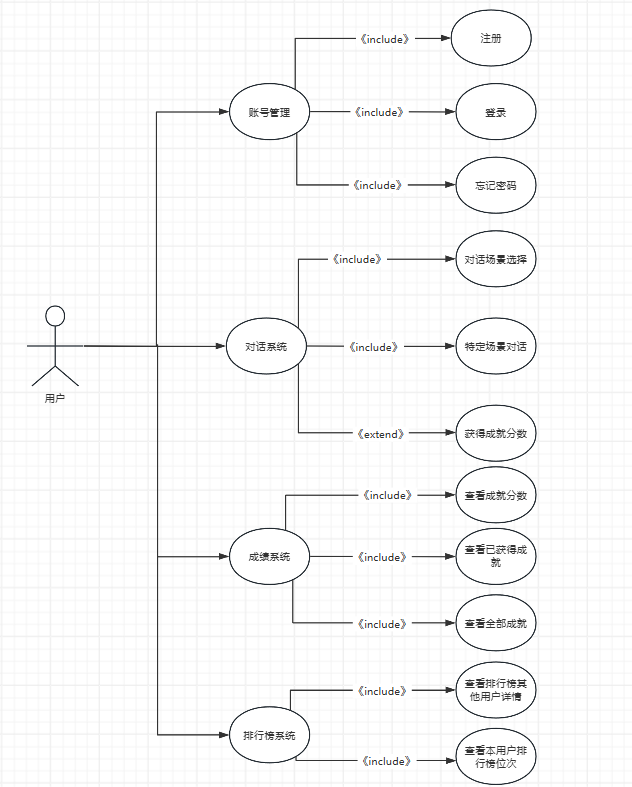 《include》
注册
账号管理
《include》
登录
《include》
忘记密码
《include》
对话场景选择
用户
对话系统
《include》
特定场景对话
《extend》
获得成就分数
《include》
查看成就分数
成绩系统
《include》
查看已获得成
就
《include》
查看全部成就
《include》
查看排行榜其
他用户详情
排行榜系统
《include》
查看本用户排
行榜位次